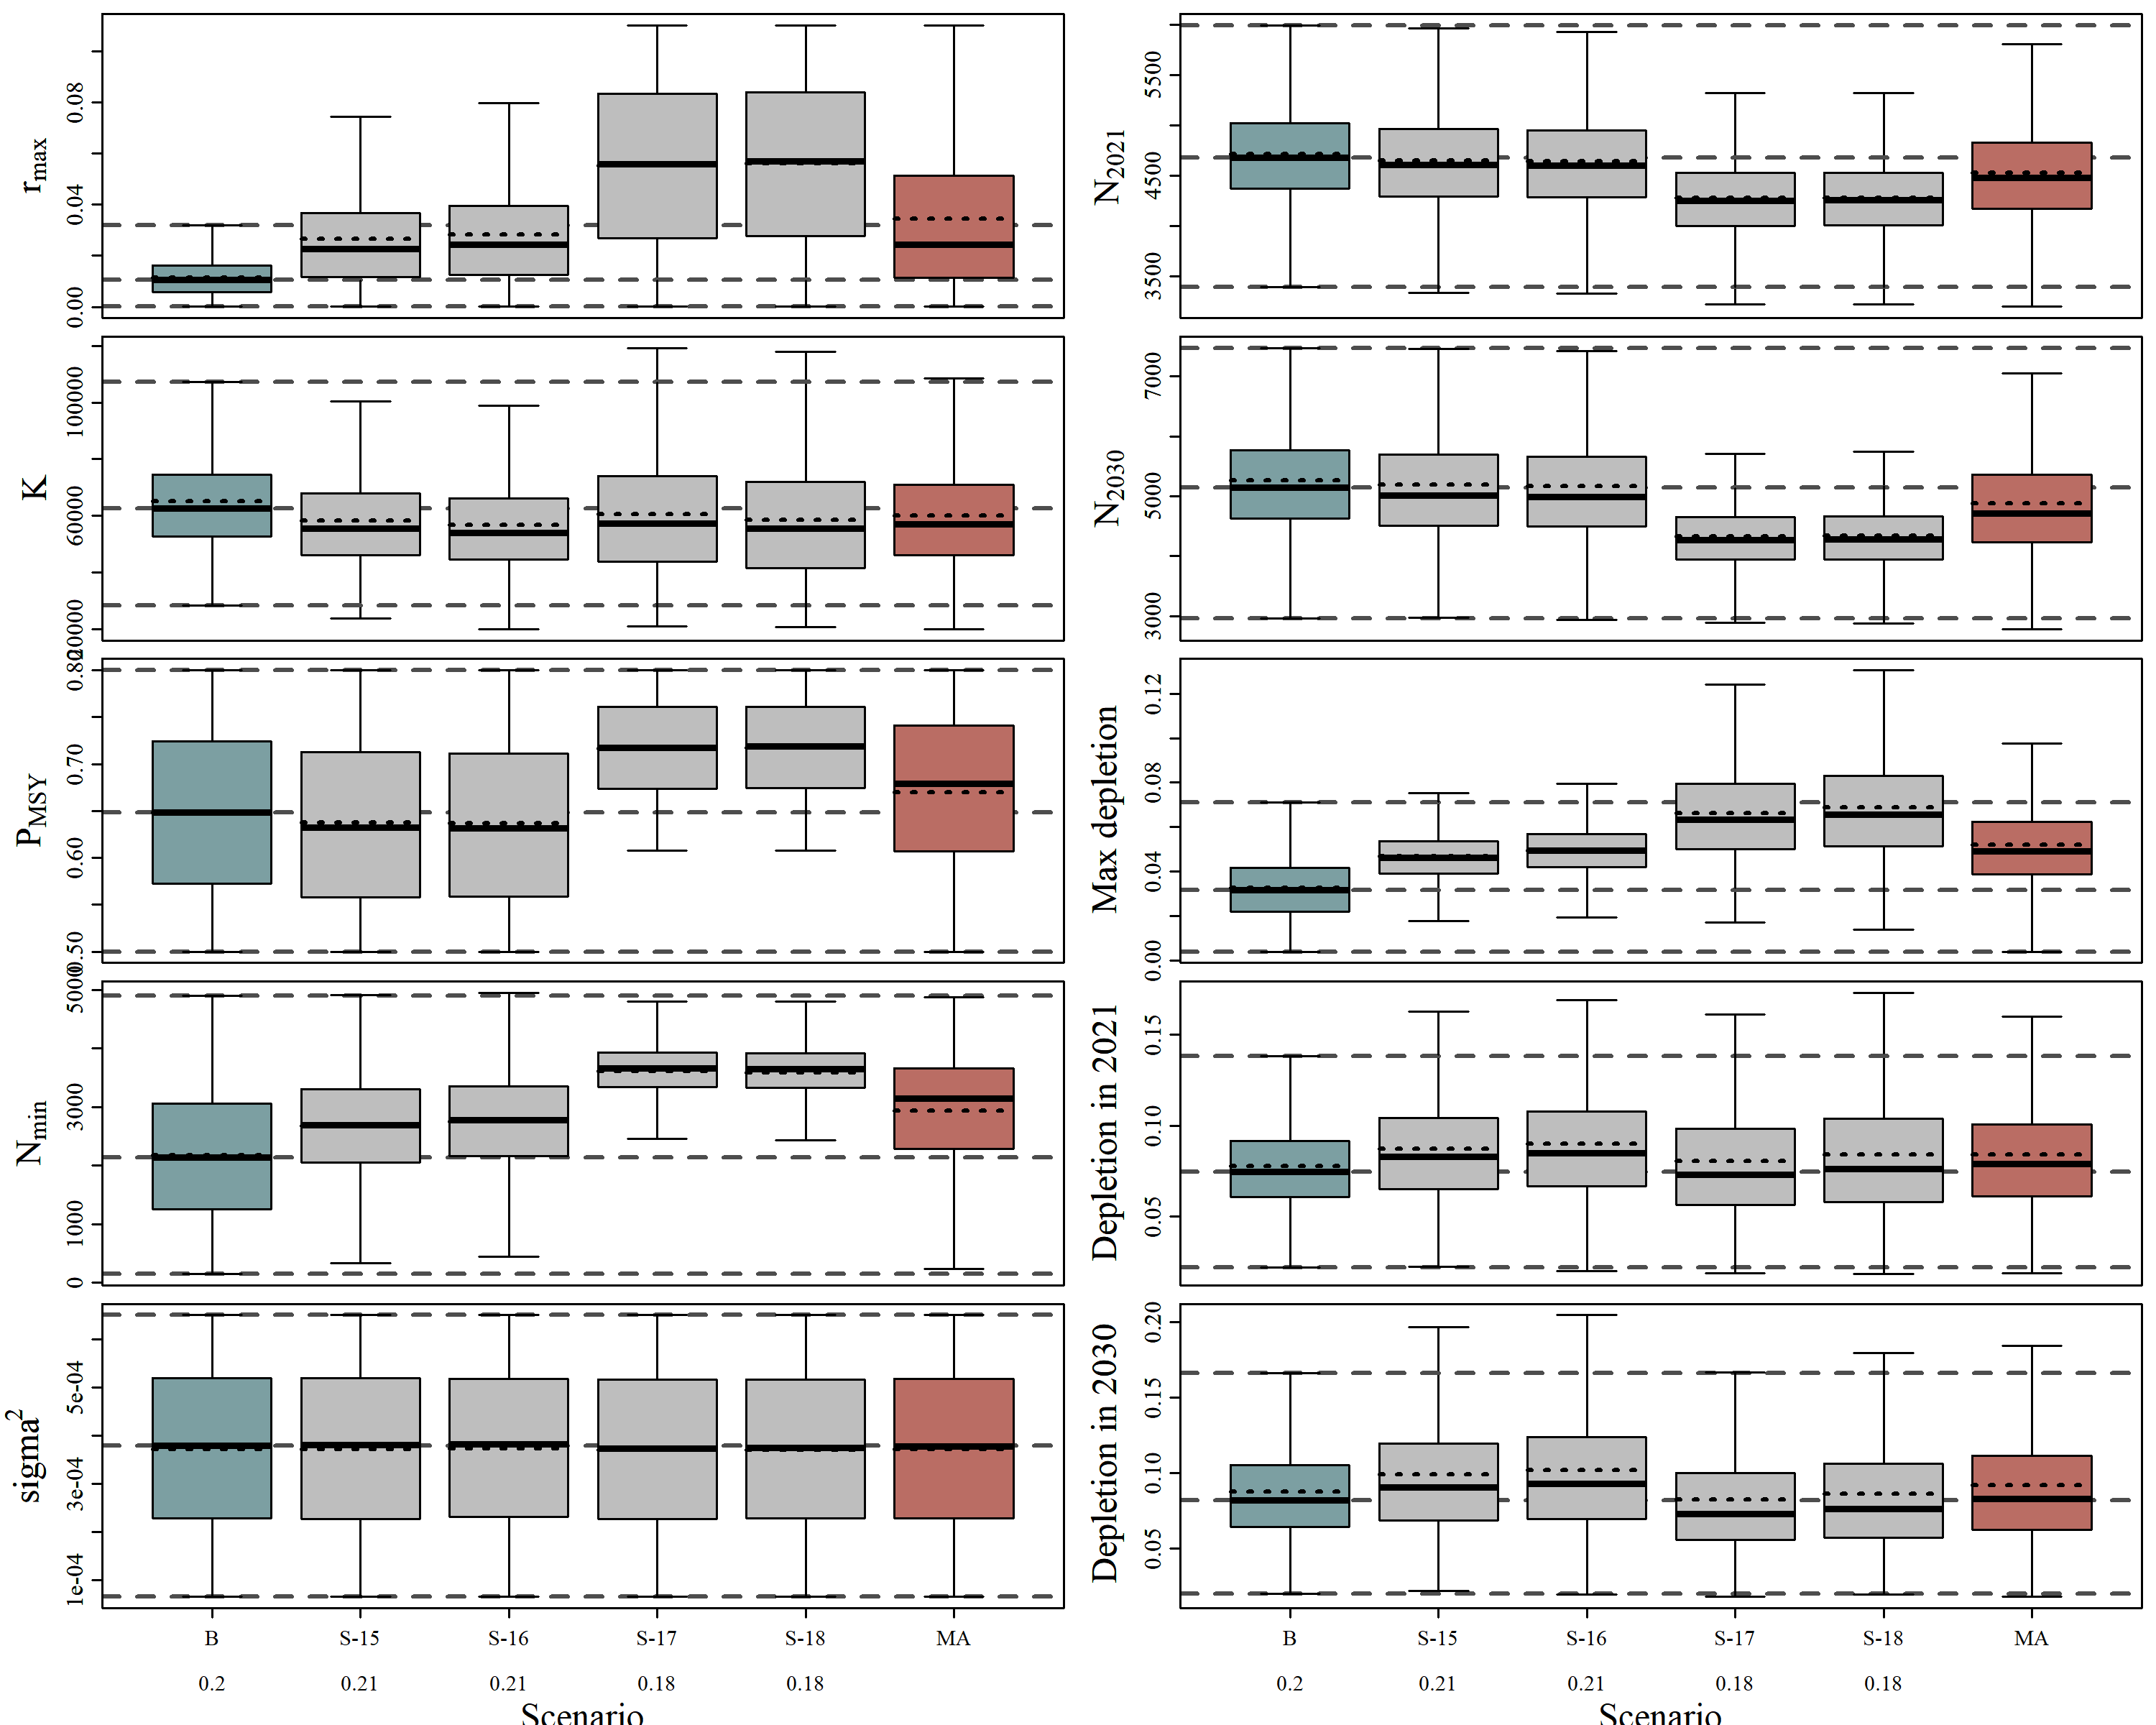 r_max
0.00 0.04 0.08
K
20000 60000 100000
P_MSY
0.50 0.60 0.70 0.80
N_min
0 1000 3000 5000
sigma²
1e-04 3e-04 5e-04
B S-15 S-16 S-17 S-18 MA
0.2 0.21 0.21 0.18 0.18
Scenario
N_2021
3500 4500 5500
N_2030
3000 5000 7000
Max depletion
0.00 0.04 0.08 0.12
Depletion in 2021
0.05 0.10 0.15
Depletion in 2030
0.05 0.10 0.15 0.20
B S-15 S-16 S-17 S-18 MA
0.2 0.21 0.21 0.18 0.18
Scenario